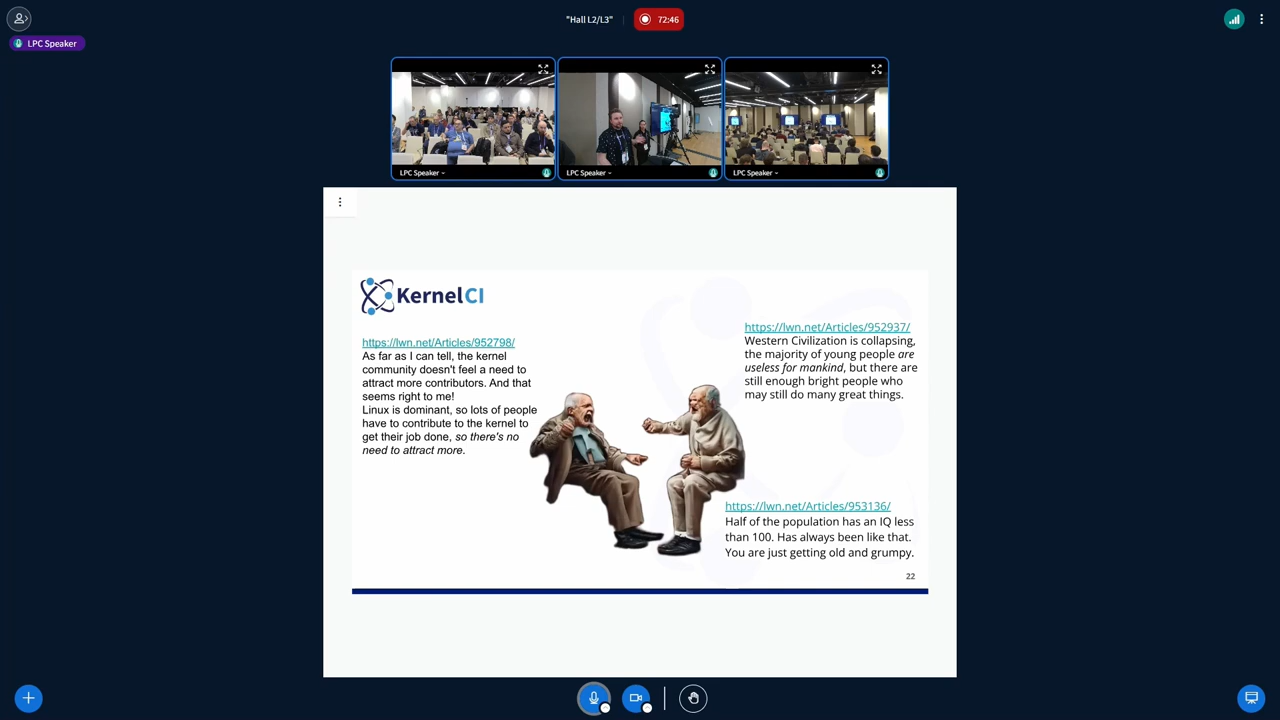 "Hall L2/L3"
72:46
LPC Speaker
LPC Speaker
LPC Speaker
LPC Speaker
KernelCI
https://lwn.net/Articles/952798/
As far as I can tell, the kernel
community doesn't feel a need to
attract more contributors. And that
seems right to me!
Linux is dominant, so lots of people
have to contribute to the kernel to
get their job done, so there's no
need to attract more.
https://lwn.net/Articles/952937/
Western Civilization is collapsing,
the majority of young people are
useless for mankind, but there are
still enough bright people who
may still do many great things.
https://lwn.net/Articles/953136/
Half of the population has an IQ less
than 100. Has always been like that.
You are just getting old and grumpy.
22